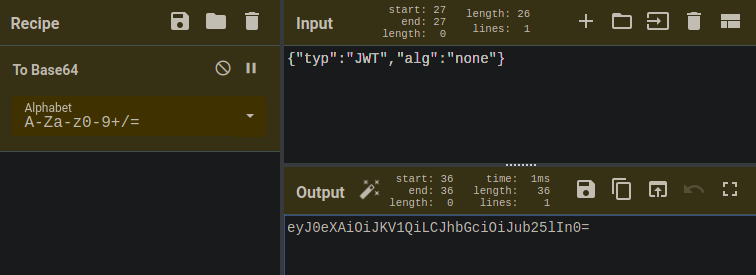 Recipe
To Base64
Alphabet
A-Za-z0-9+/=
Input
start: 27
end: 27
length: 0
length: 26
lines: 1
{"typ":"JWT","alg":"none"}
Output
start: 36
end: 36
length: 0
time: 1ms
length: 36
lines: 1
eyJ0eXAiOiJKV1QiLCJhbGciOiJub25lIn0=